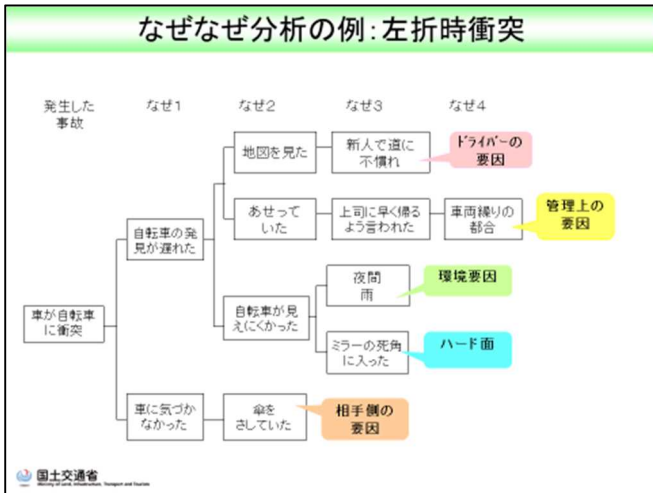 なぜなぜ分析の例：左折時衝突
発生した
事故
なぜ１
なぜ２
なぜ３
なぜ４
地図を見た
新人で道に
不慣れ
ドライバーの
要因
あせって
いた
上司に早く帰る
よう言われた
車両繰りの
都合
管理上の
要因
自転車の発
見が遅れた
車が自転車
に衝突
自転車が見
えにくかった
夜間
雨
環境要因
ミラーの死角
に入った
ハード面
車に気づか
なかった
傘を
さしていた
相手側の
要因
国土交通省
Ministry of Land, Infrastructure, Transport and Tourism